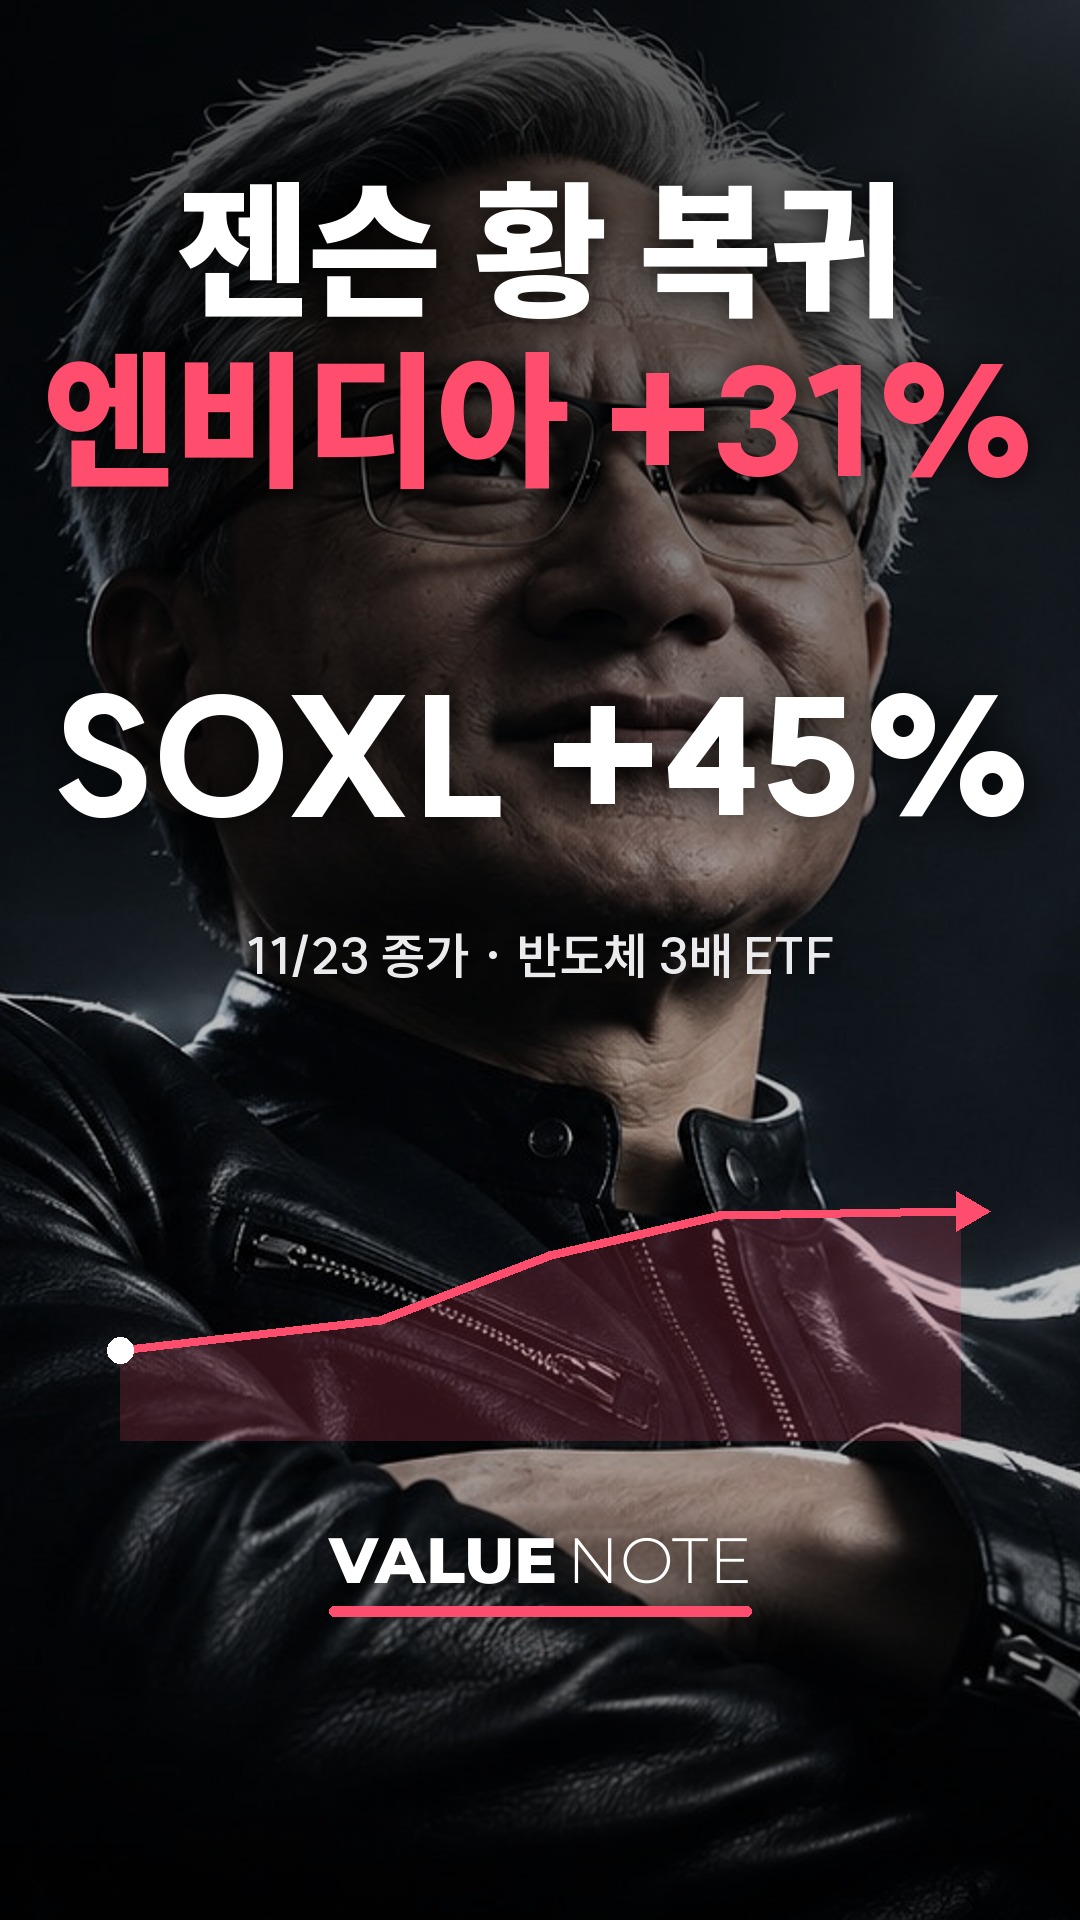 젠슨 황 복귀
엔비디아 +31%
SOXL +45%
11/23 종가 · 반도체 3배 ETF
VALUE NOTE